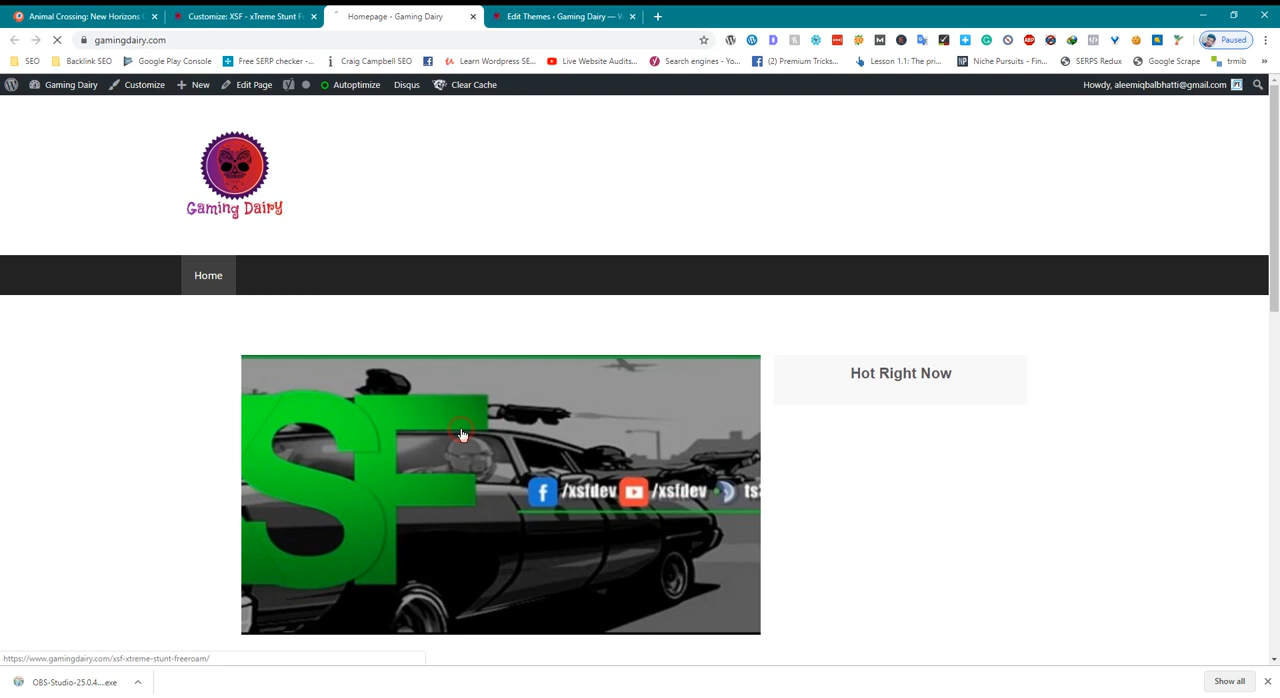 Animal Crossing: New Horizons
Customize: XSF - xTreme Stunt F
Homepage - Gaming Dairy
Edit Themes ‹ Gaming Dairy — W
gamingdairy.com
Paused
SEO
Backlink SEO
Google Play Console
Free SERP checker -...
Craig Campbell SEO
Learn Wordpress SE...
Live Website Audits...
Search engines - Yo...
(2) Premium Tricks...
Lesson 1.1: The pri...
Niche Pursuits - Fin...
SERPS Redux
Google Scrape
trmib
»
Gaming Dairy
Customize
New
Edit Page
Autoptimize
Disqus
Clear Cache
Howdy, aleemiqbalbhatti@gmail.com
Gaming Dairy
Home
Hot Right Now
SF
/xsfdev
/xsfdev
ts3
https://www.gamingdairy.com/xsf-xtreme-stunt-freeroam/
OBS-Studio-25.0.4....exe
Show all